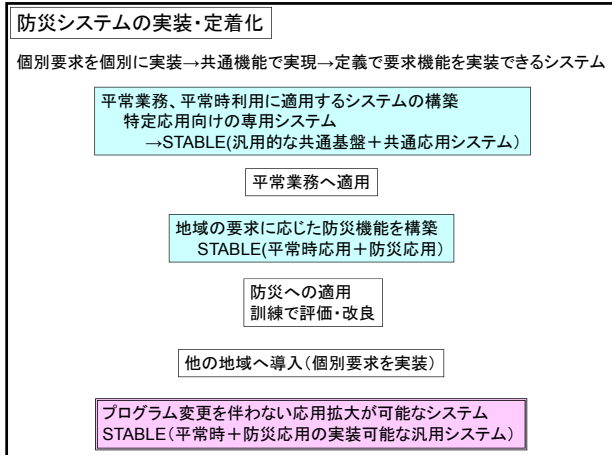 防災システムの実装・定着化
個別要求を個別に実装→共通機能で実現→定義で要求機能を実装できるシステム
平常業務、平常時利用に適用するシステムの構築
特定応用向けの専用システム
→STABLE(汎用的な共通基盤＋共通応用システム）
平常業務へ適用
地域の要求に応じた防災機能を構築
STABLE(平常時応用＋防災応用）
防災への適用
訓練で評価・改良
他の地域へ導入（個別要求を実装）
プログラム変更を伴わない応用拡大が可能なシステム
STABLE（平常時＋防災応用の実装可能な汎用システム）